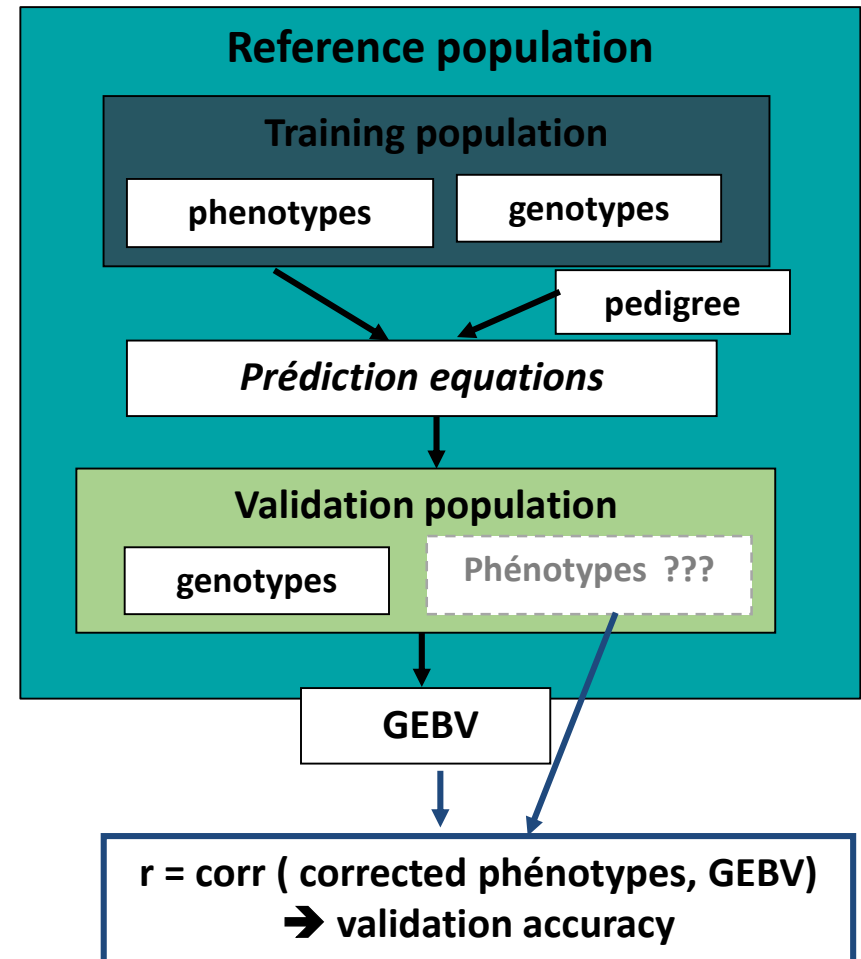 Reference population
Training population
phenotypes
genotypes
pedigree
Prédiction equations
Validation population
genotypes
Phénotypes ???
GEBV
r = corr ( corrected phénotypes, GEBV)
➔ validation accuracy